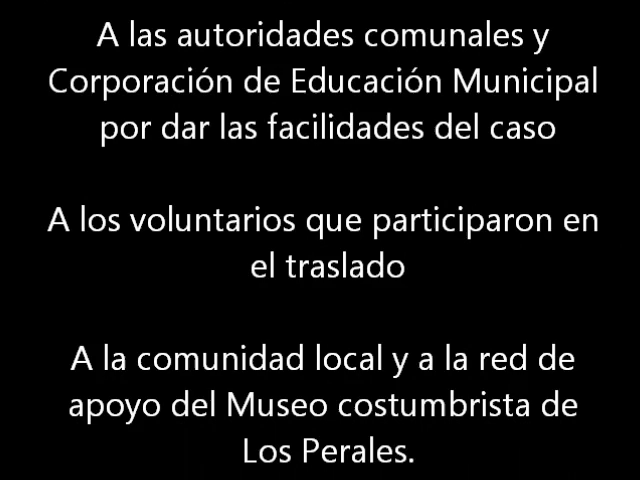 A las autoridades comunales y
Corporación de Educación Municipal
por dar las facilidades del caso
A los voluntarios que participaron en
el traslado
A la comunidad local y a la red de
apoyo del Museo costumbrista de
Los Perales.